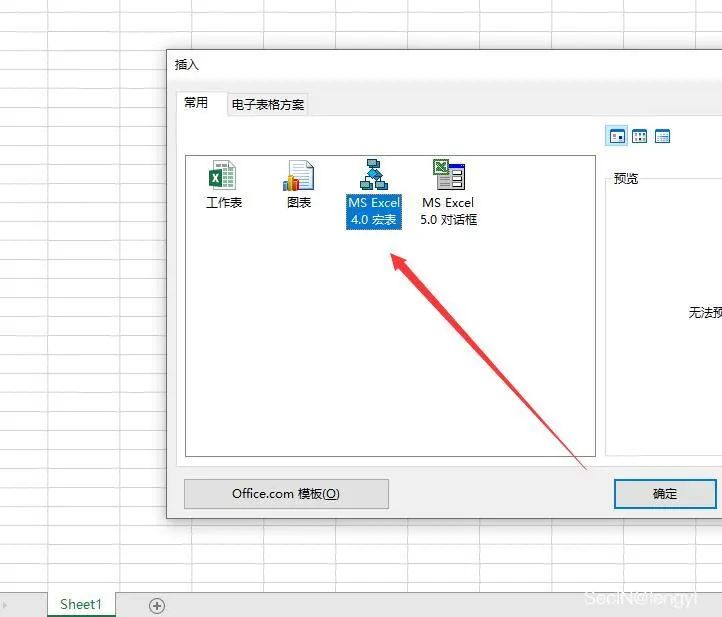 插入
常用
电子表格方案
工作表
图表
MS Excel
4.0 宏表
MS Excel
5.0 对话框
预览
无法预
Office.com 模板(O)
确定
Sheet1